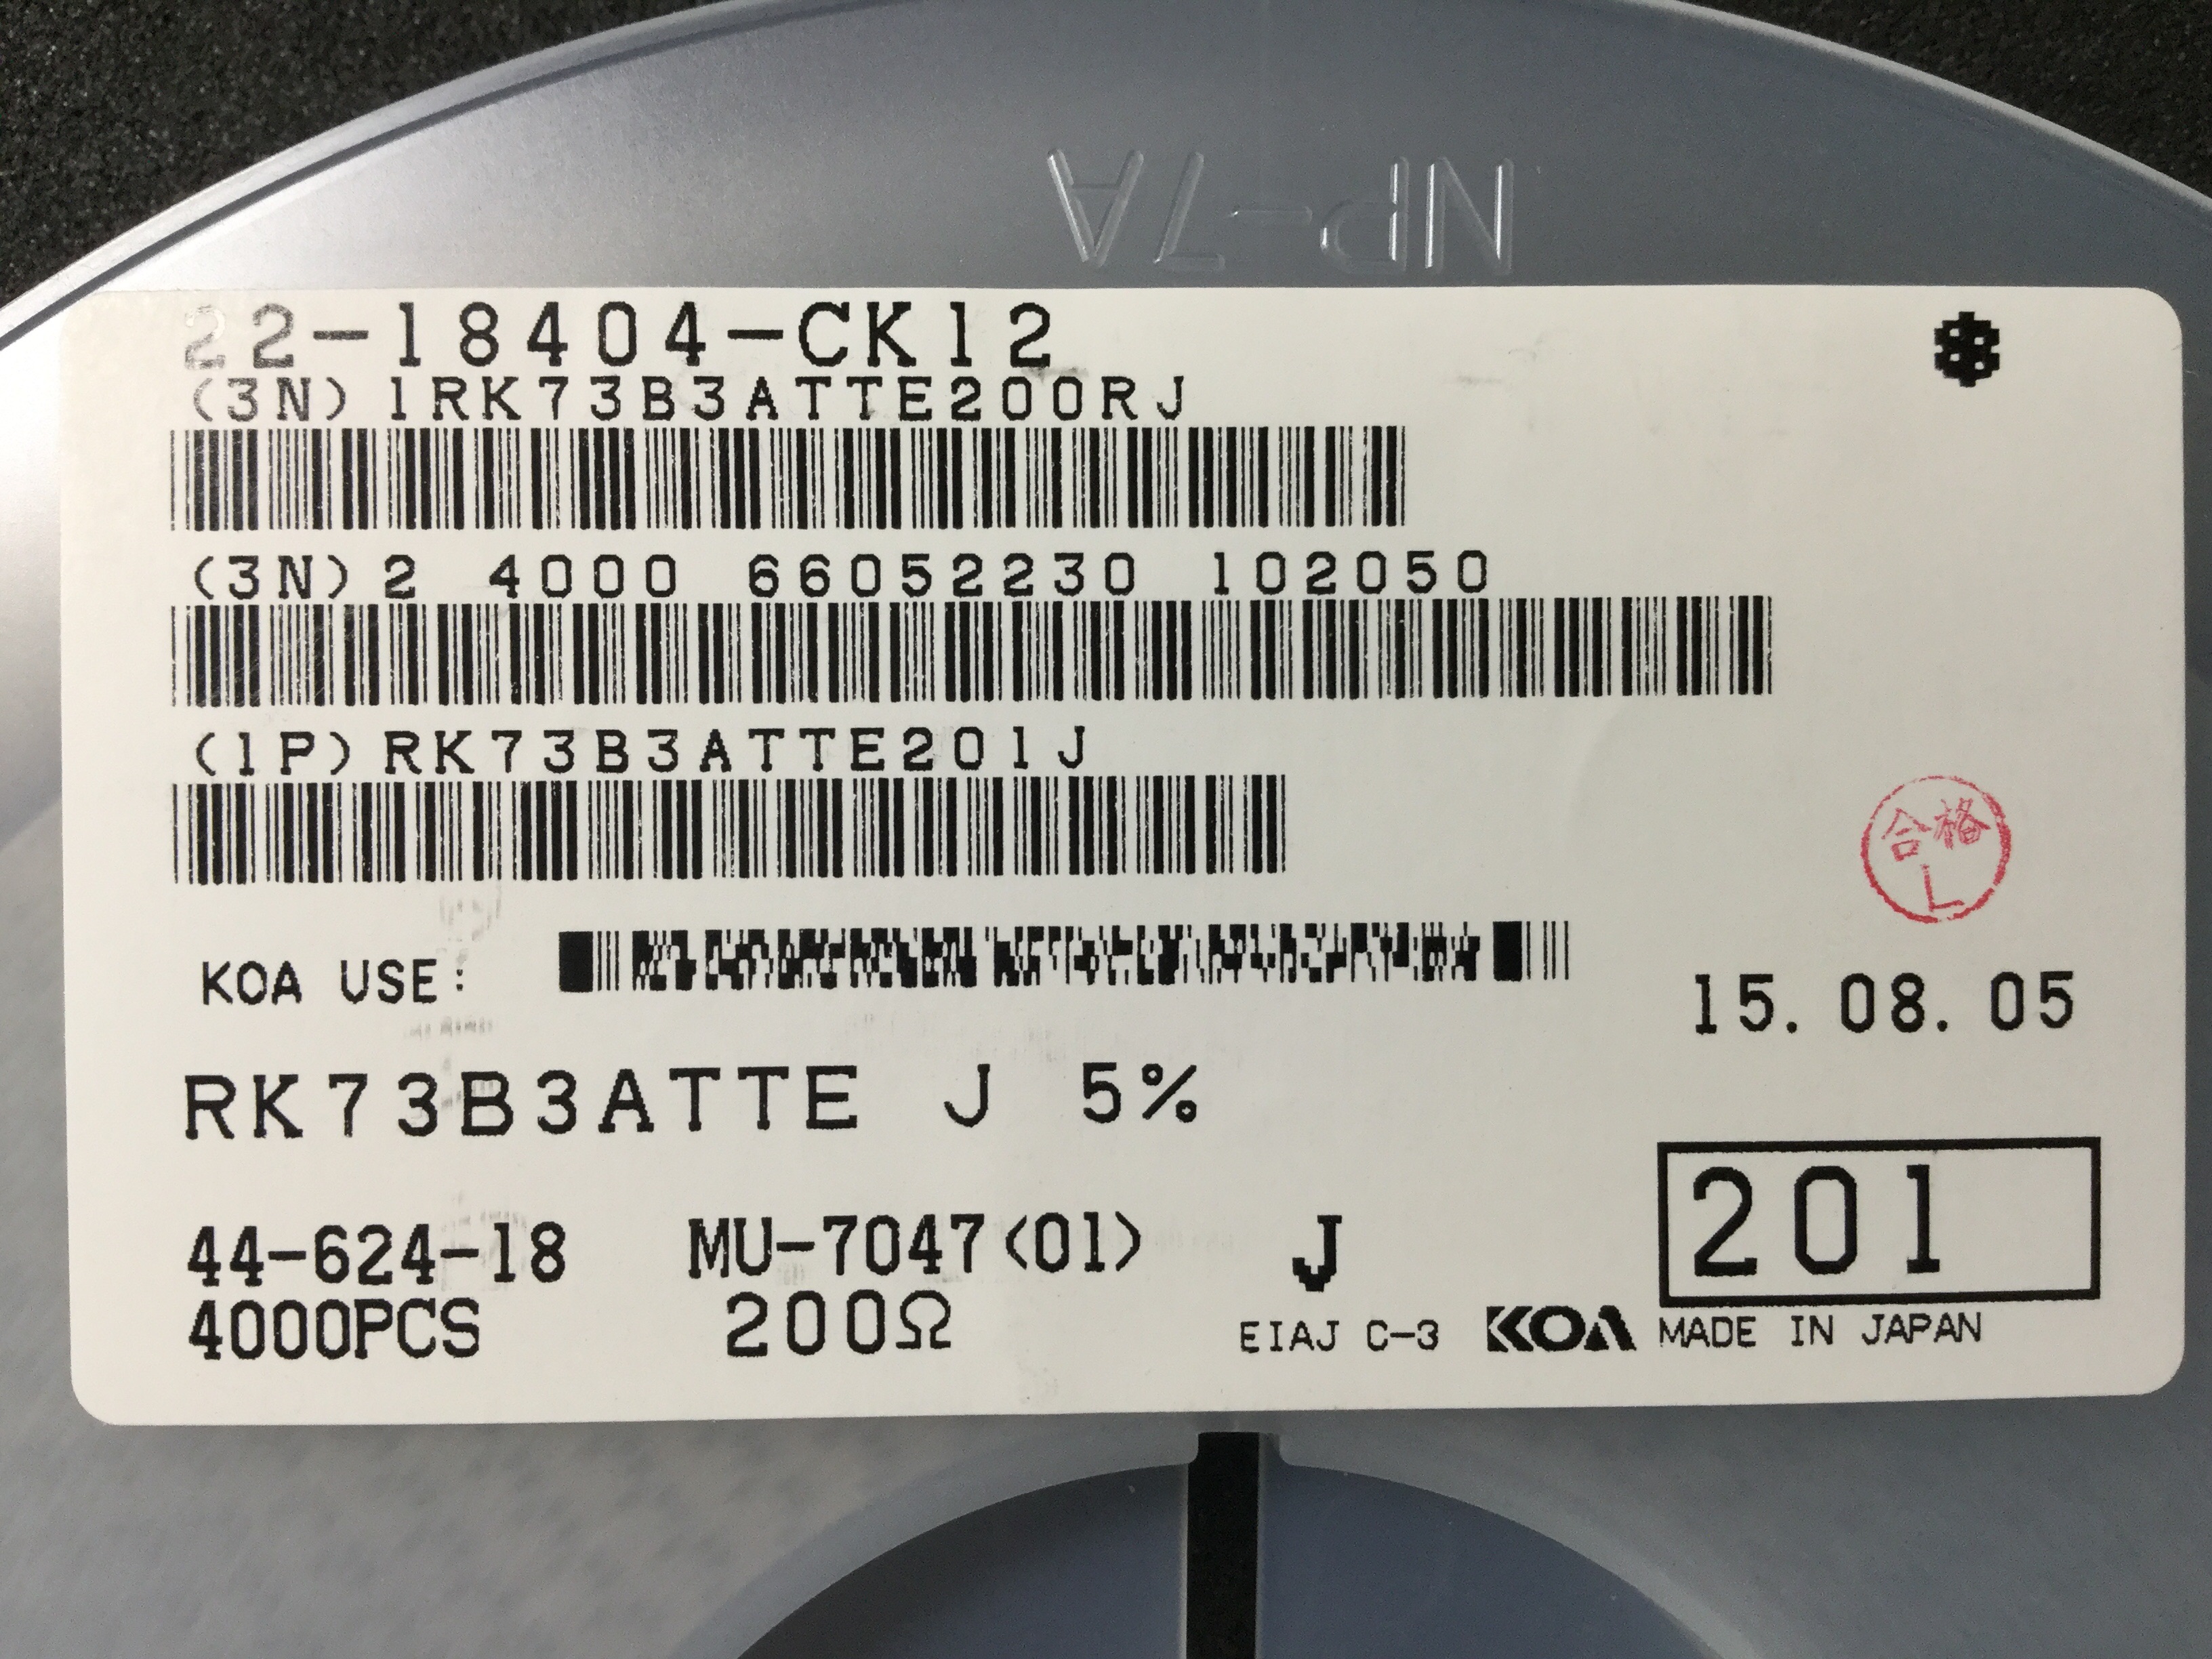 NP-7A
22-18404-CK12
(3N) 1RK73B3ATTE200RJ
(3N) 2 4000 66052230 102050
(1P) RK73B3ATTE201J
合格
L
KOA USE:
15. 08. 05
RK73B3ATTE J 5%
201
44-624-18 MU-7047<01> J
4000PCS 200Ω EIAJ C-3 KOA MADE IN JAPAN